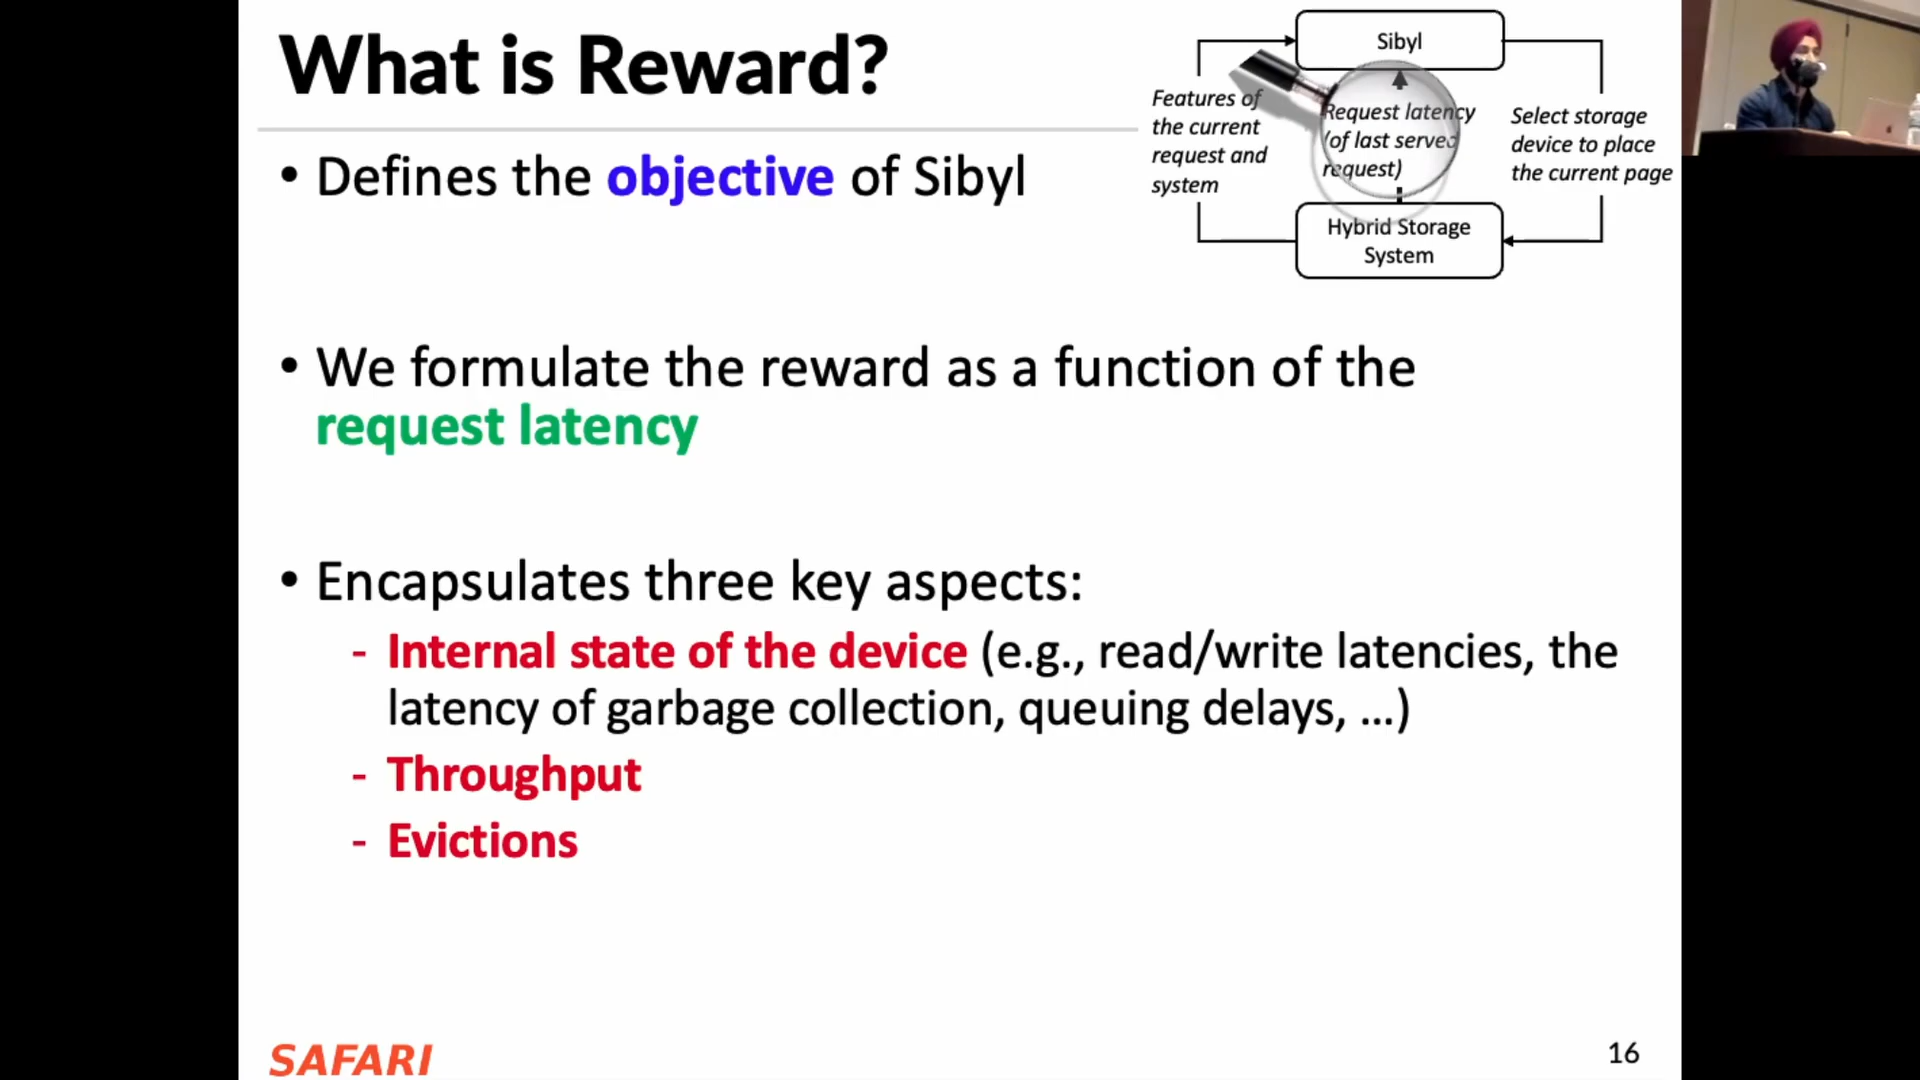 What is Reward?
• Defines the objective of Sibyl
Sibyl
Features of
the current
request and
system
Request latency
(of last served
request)
Select storage
device to place
the current page
Hybrid Storage
System
• We formulate the reward as a function of the
request latency
• Encapsulates three key aspects:
- Internal state of the device (e.g., read/write latencies, the
latency of garbage collection, queuing delays, ...)
- Throughput
- Evictions
SAFARI
16